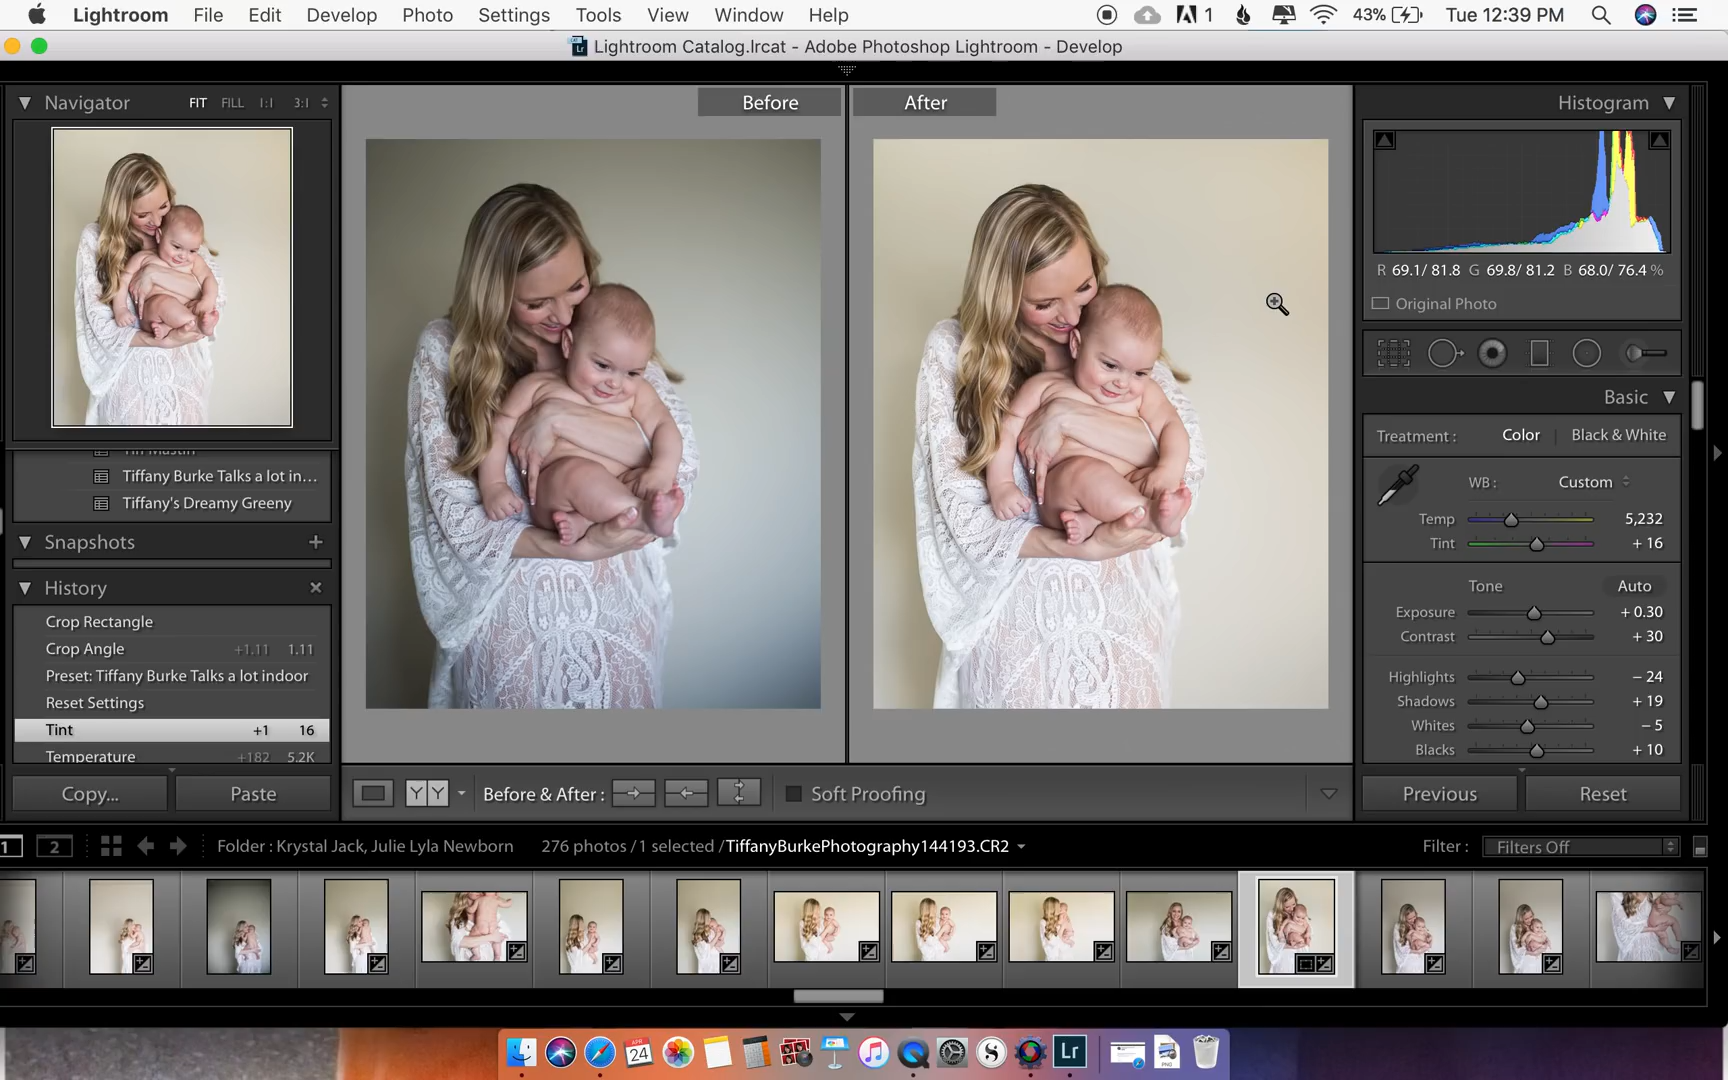 Lightroom File Edit Develop Photo Settings Tools View Window Help 1 43% Tue 12:39 PM
Lr Lightroom Catalog.lrcat - Adobe Photoshop Lightroom - Develop
Navigator FIT FILL 1:1 3:1
Before After
Histogram
R 69.1/ 81.8 G 69.8/ 81.2 B 68.0/ 76.4 %
Original Photo
Basic
Treatment : Color Black & White
WB : Custom
Temp 5,232
Tint + 16
Tone Auto
Exposure + 0.30
Contrast + 30
Highlights − 24
Shadows + 19
Whites − 5
Blacks + 10
Previous Reset
Tiffany Burke Talks a lot in...
Tiffany's Dreamy Greeny
Snapshots +
History ×
Crop Rectangle
Crop Angle +1.11 1.11
Preset: Tiffany Burke Talks a lot indoor
Reset Settings
Tint +1 16
Temperature +182 5.2K
Copy... Paste
YY Before & After : Soft Proofing
1 2 Folder : Krystal Jack, Julie Lyla Newborn 276 photos /1 selected /TiffanyBurkePhotography144193.CR2 Filter : Filters Off
APR 24
Lr
PNG